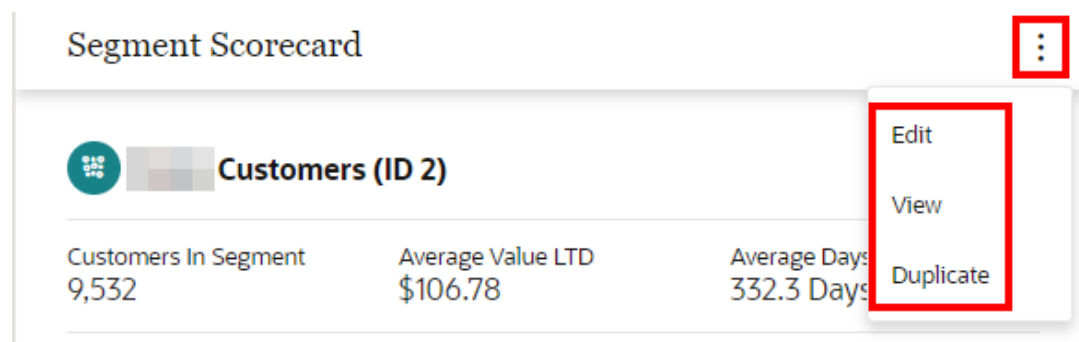 Segment Scorecard
Edit
Customers (ID 2)
View
Customers In Segment
9,532
Average Value LTD
$106.78
Average Days
332.3 Days
Duplicate